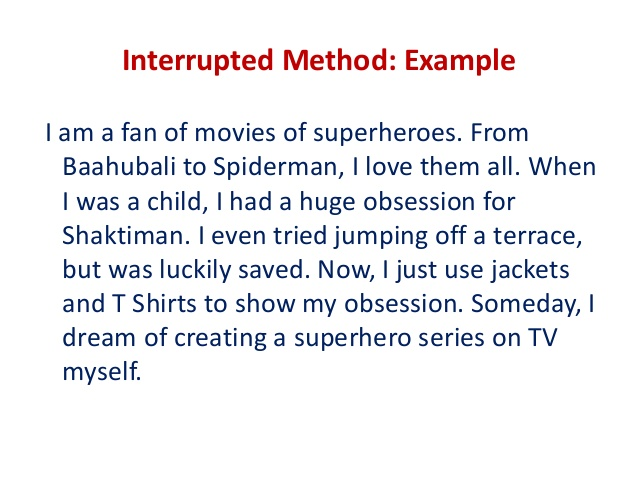 Interrupted Method: Example
I am a fan of movies of superheroes. From
Baahubali to Spiderman, I love them all. When
I was a child, I had a huge obsession for
Shaktiman. I even tried jumping off a terrace,
but was luckily saved. Now, I just use jackets
and T Shirts to show my obsession. Someday, I
dream of creating a superhero series on TV
myself.